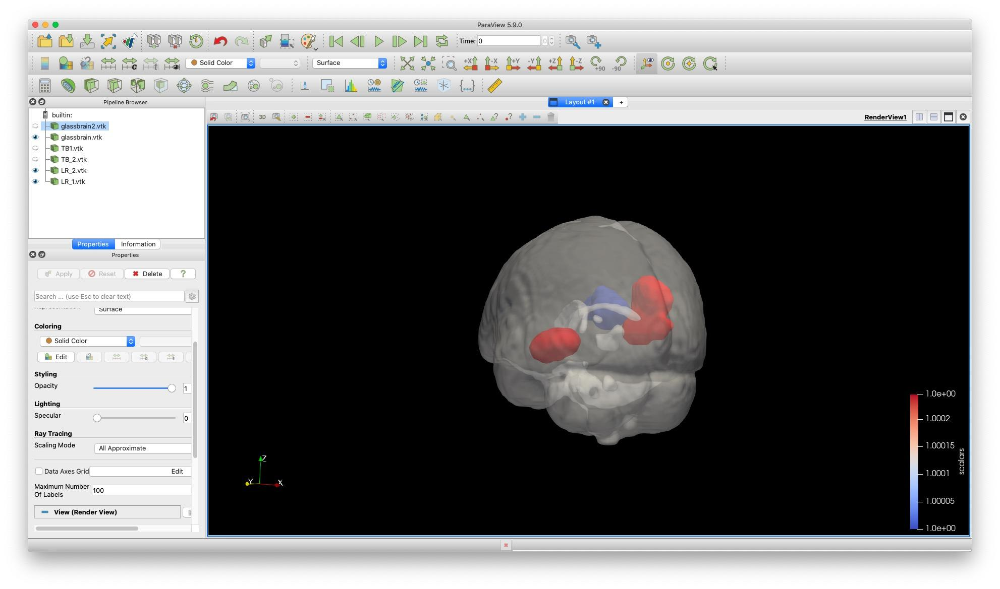 ParaView 5.9.0
Time: 0
0
C
t
Solid Color
Surface
+X
-X
+Y
-Y
+Z
-Z
+90
-90
Pipeline Browser
Layout #1
+
builtin:
3D
RenderView1
glassbrain2.vtk
glassbrain.vtk
TB1.vtk
TB_2.vtk
LR_2.vtk
LR_1.vtk
Properties
Information
Properties
Apply
Reset
Delete
?
Search ... (use Esc to clear text)
Representation
Surface
Coloring
Solid Color
Edit
Styling
Opacity
1
Lighting
Specular
0
Ray Tracing
Scaling Mode
All Approximate
Data Axes Grid
Edit
Maximum Number
Of Labels
100
View (Render View)
Z
Y
X
1.0e+00
1.0002
1.00015
1.0001
1.00005
1.0e+00
scalars